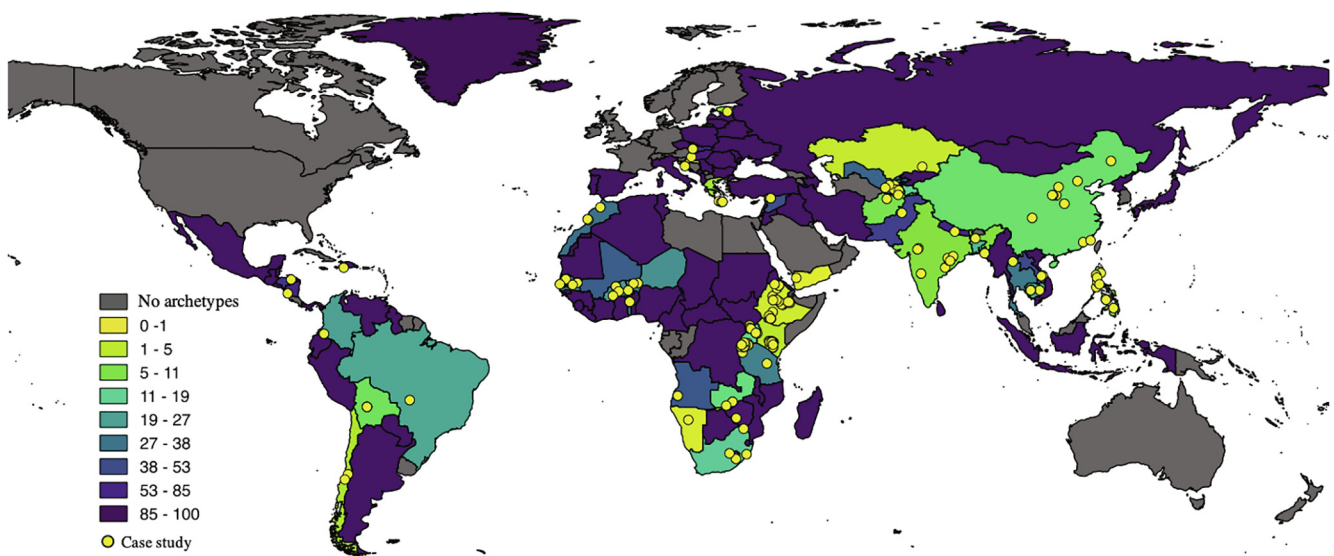 No archetypes
0 -1
1 - 5
5 - 11
11 - 19
19 - 27
27 - 38
38 - 53
53 - 85
85 - 100
Case study